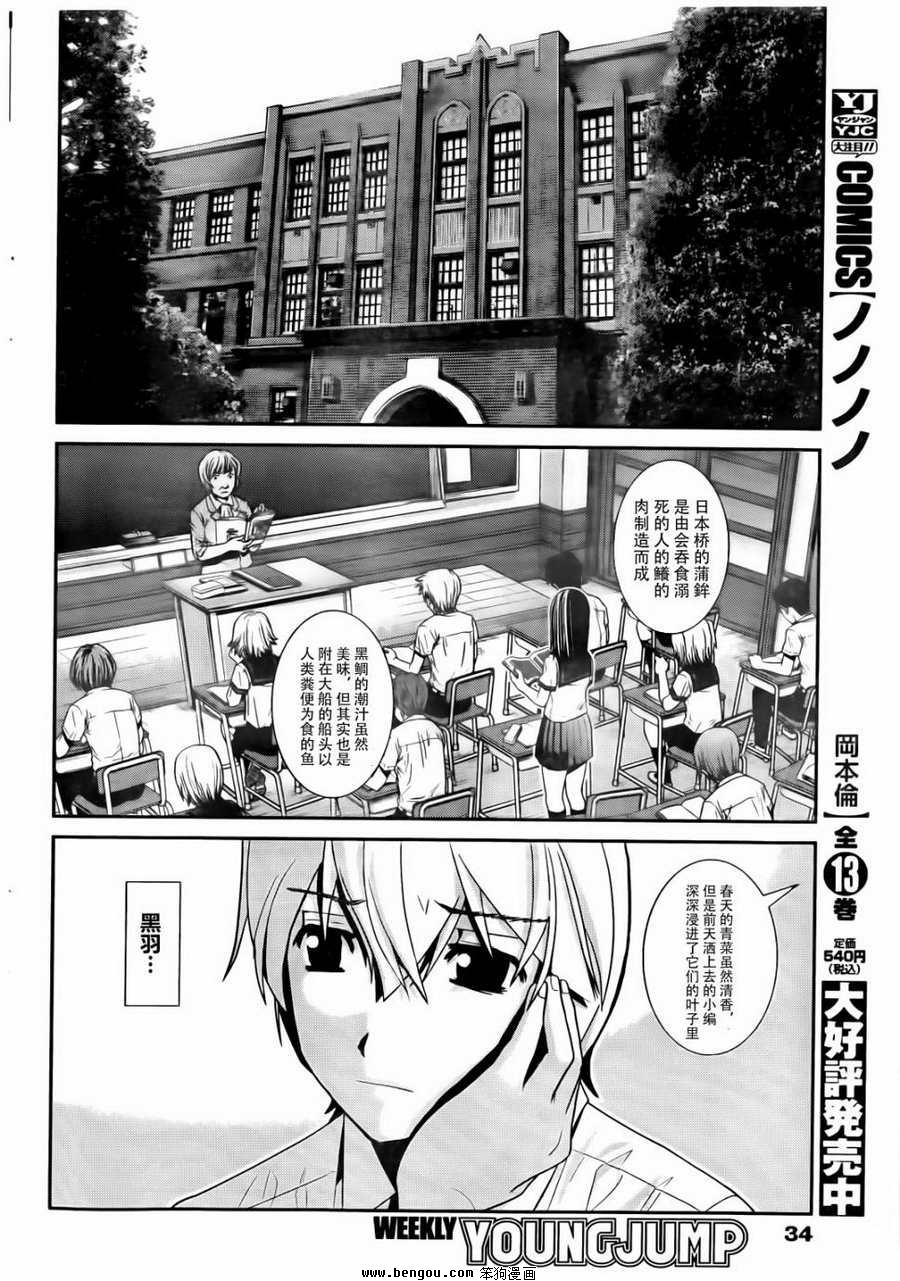 日本桥的蒲鉾
是由会吞食溺
死的人的鳝的
肉制造而成
黑鲷的潮汁虽然
美味，但其实也是
附在大船的船头以
人类粪便为食的鱼
春天的青菜虽然清香，
但是前天洒上去的小编
深深浸进了它们的叶子里
黑羽…
YJ
ヤンジャン
YJC
大注目!!
COMICS【ノノノノ
岡本倫】全13巻
定価
540円
(税込)
大好評発売中
WEEKLY YOUNG JUMP
34
www.bengou.com 笨狗漫画